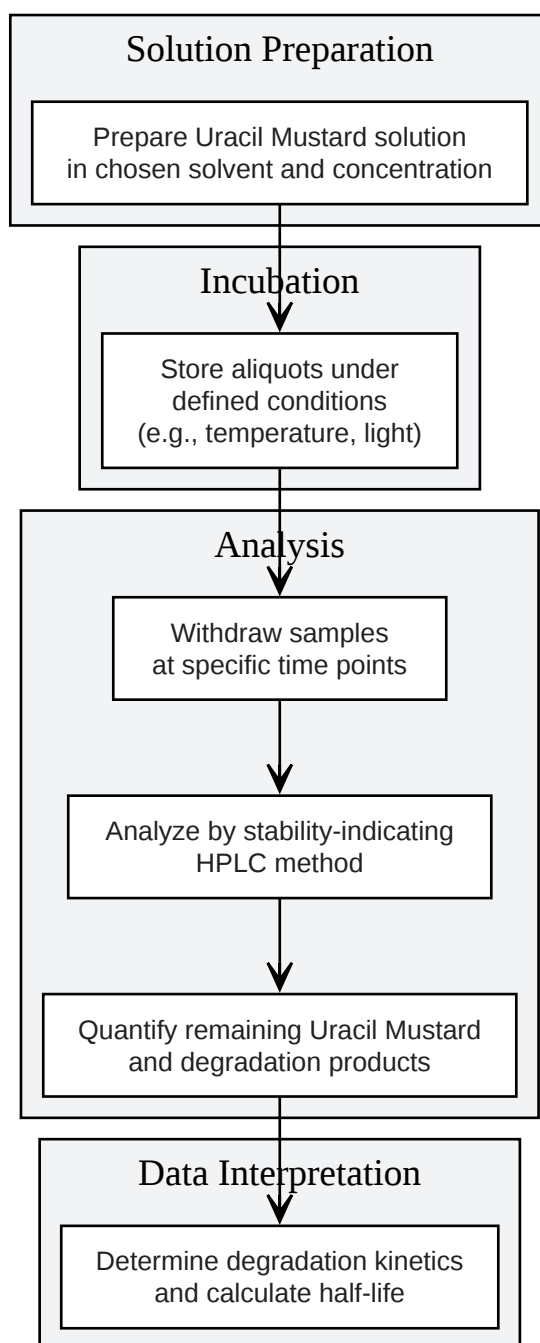 Solution Preparation
Prepare Uracil Mustard solution
in chosen solvent and concentration
Incubation
Store aliquots under
defined conditions
(e.g., temperature, light)
Analysis
Withdraw samples
at specific time points
Analyze by stability-indicating
HPLC method
Quantify remaining Uracil Mustard
and degradation products
Data Interpretation
Determine degradation kinetics
and calculate half-life